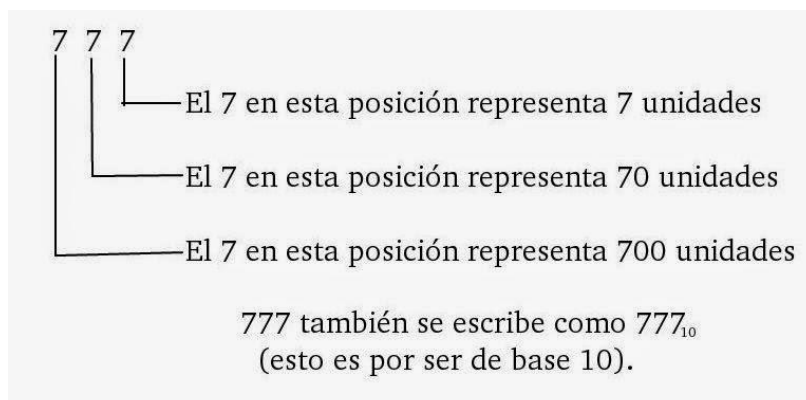 7 7 7
El 7 en esta posición representa 7 unidades
El 7 en esta posición representa 70 unidades
El 7 en esta posición representa 700 unidades
777 también se escribe como 777₁₀
(esto es por ser de base 10).